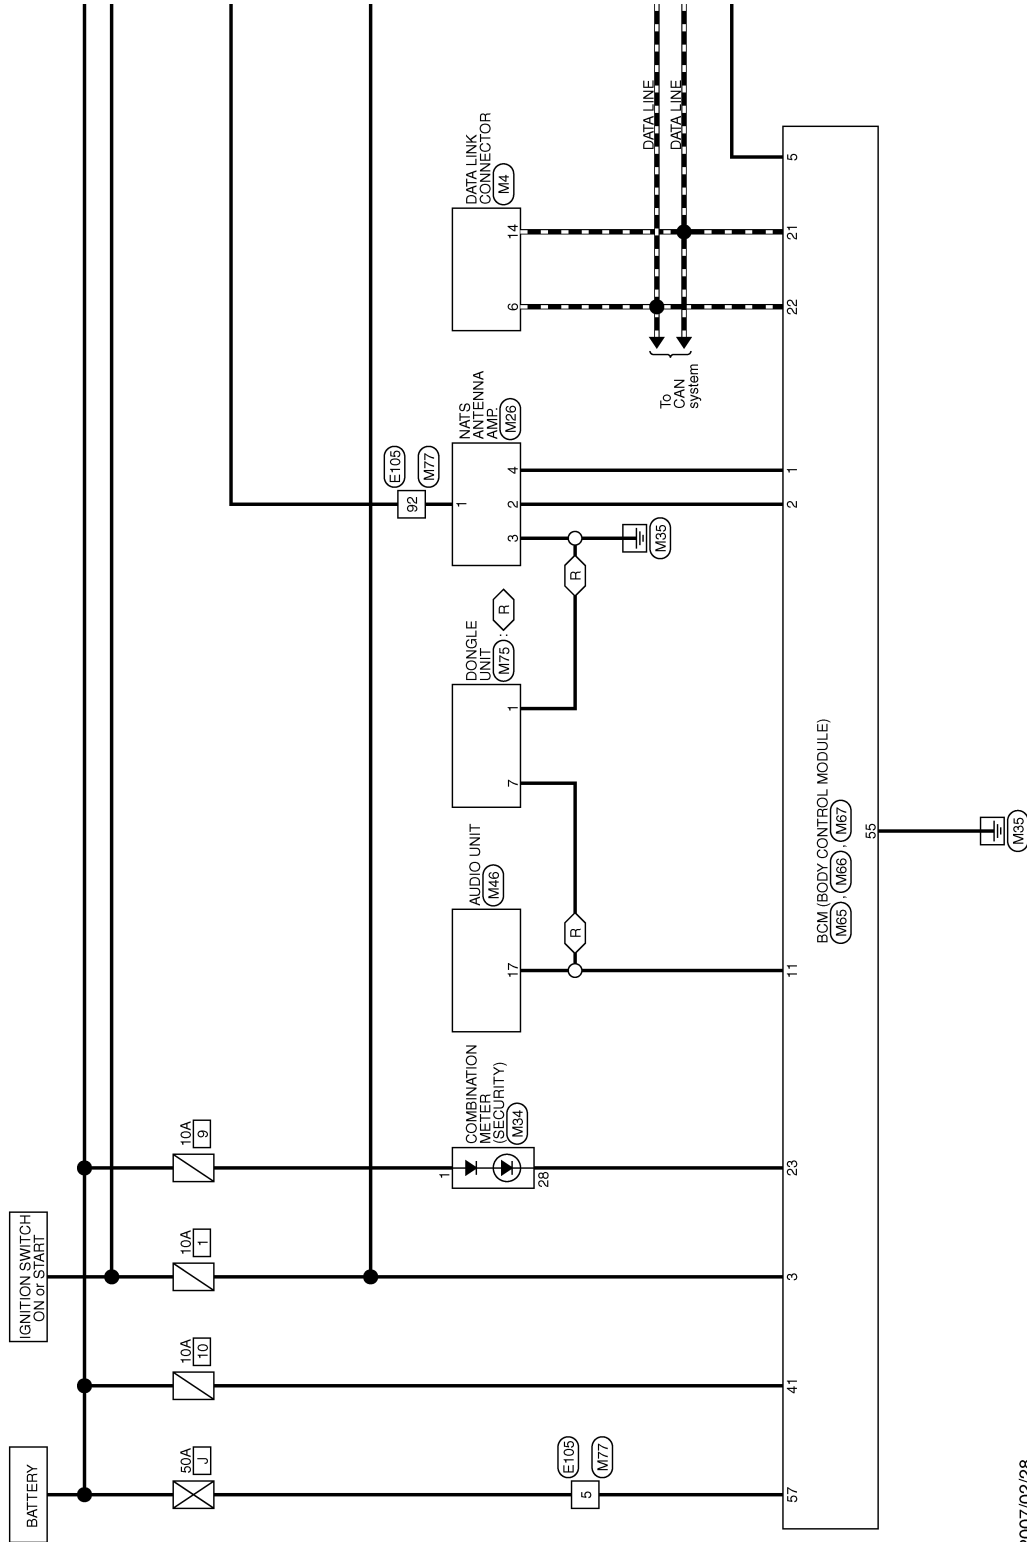 BATTERY
50A
J
E105
5
M77
57
10A
10
41
IGNITION SWITCH
ON or START
10A
1
3
10A
9
COMBINATION
METER
(SECURITY)
M34
1
28
23
AUDIO UNIT
M46
17
R
11
DONGLE
UNIT
M75 : R
7
1
R
NATS
ANTENNA
AMP.
M26
E105
92
M77
1
3
2
4
M35
2
1
DATA LINK
CONNECTOR
M4
6
14
To
CAN
system
DATA LINE
DATA LINE
22
21
5
BCM (BODY CONTROL MODULE)
M65 , M66 , M67
55
M35
2007/03/28